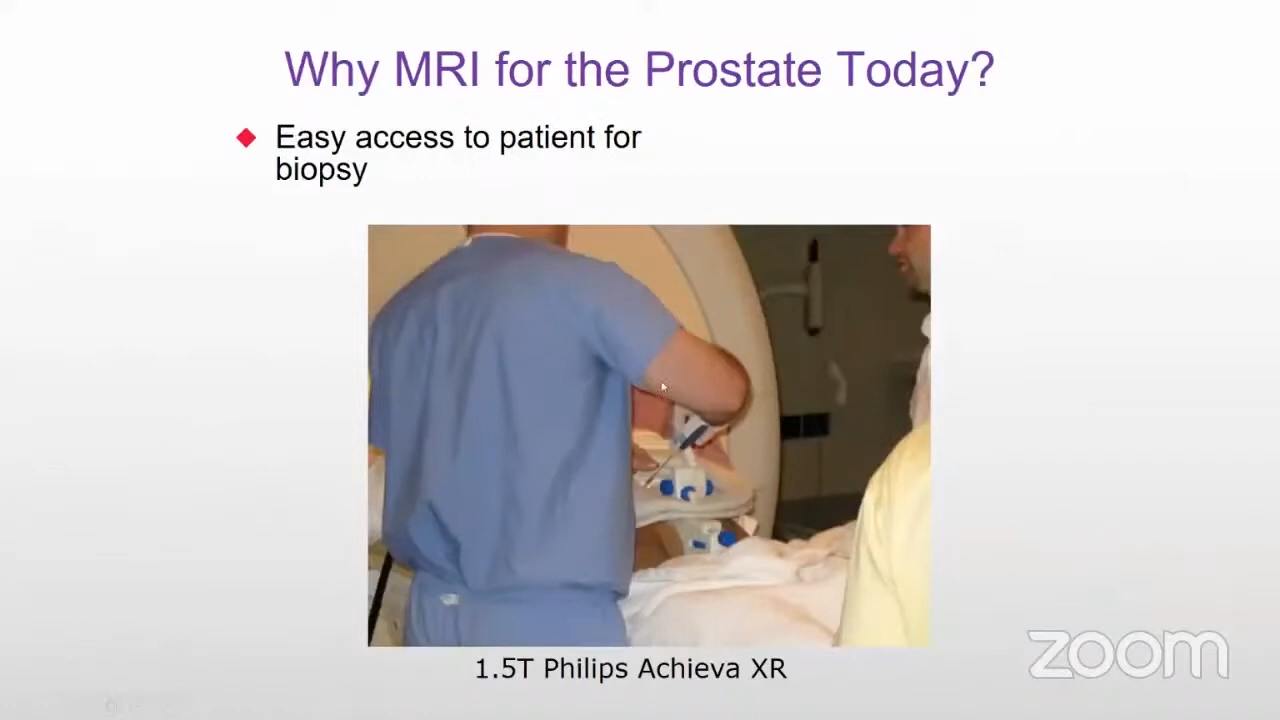 Why MRI for the Prostate Today?
Easy access to patient for
biopsy
1.5T Philips Achieva XR
zoom